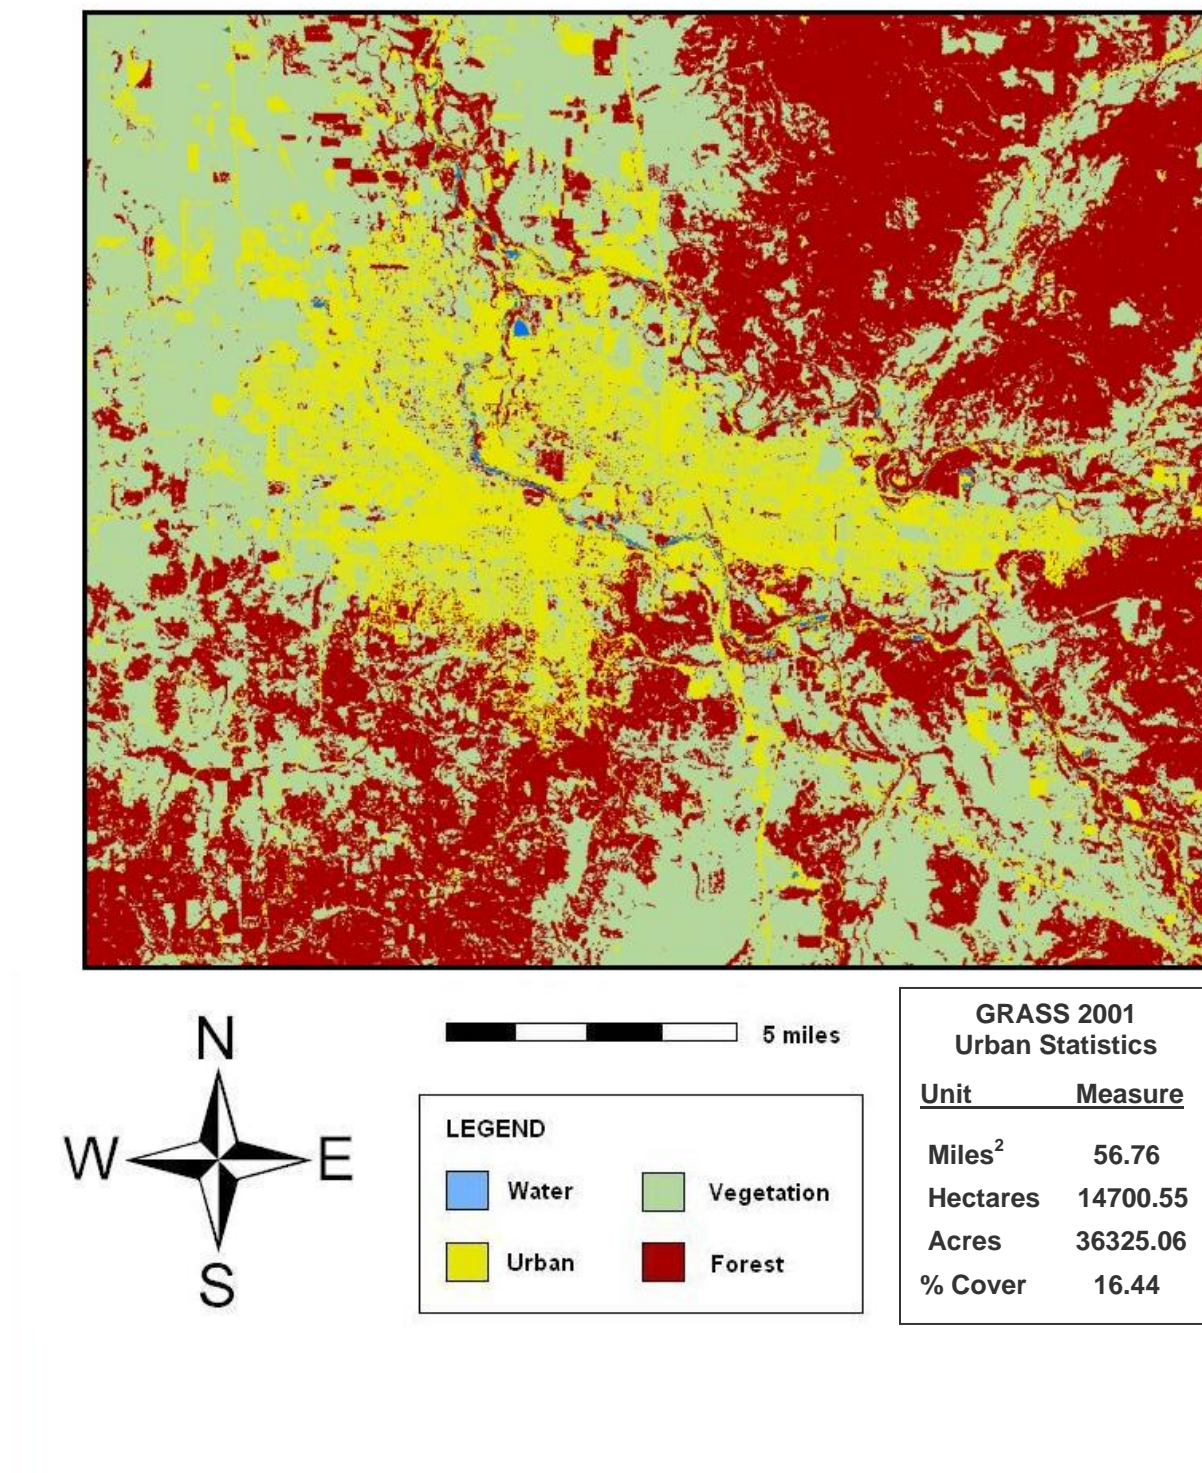 N
W E
S
5 miles
LEGEND
Water Vegetation
Urban Forest
GRASS 2001
Urban Statistics
Unit Measure
Miles² 56.76
Hectares 14700.55
Acres 36325.06
% Cover 16.44